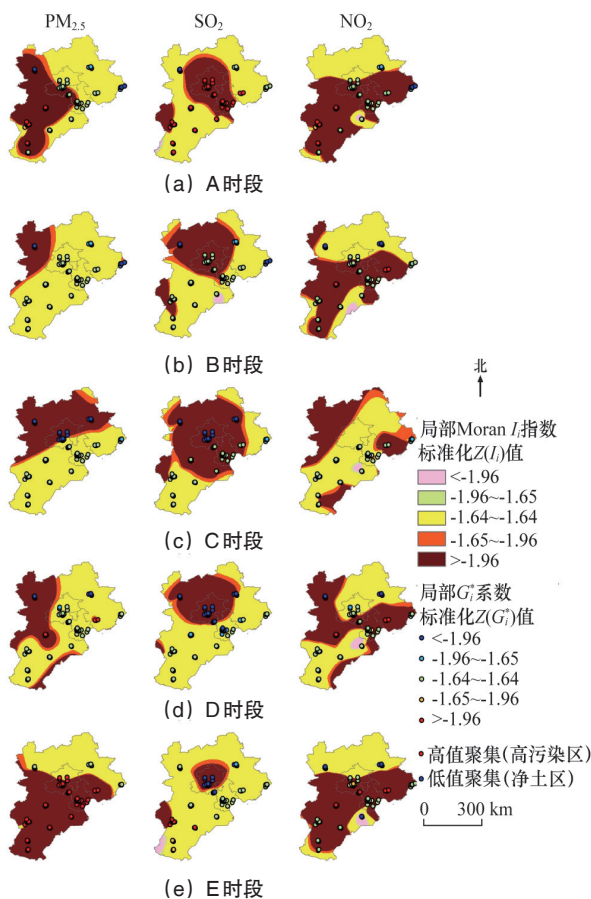 PM2.5 SO2 NO2
(a) A时段
(b) B时段
(c) C时段
(d) D时段
(e) E时段
北
局部Moran Ii指数
标准化Z(Ii)值
<-1.96
-1.96~-1.65
-1.64~-1.64
-1.65~-1.96
>-1.96
局部Gi*系数
标准化Z(Gi*)值
<-1.96
-1.96~-1.65
-1.64~-1.64
-1.65~-1.96
>-1.96
高值聚集(高污染区)
低值聚集(净土区)
0 300 km